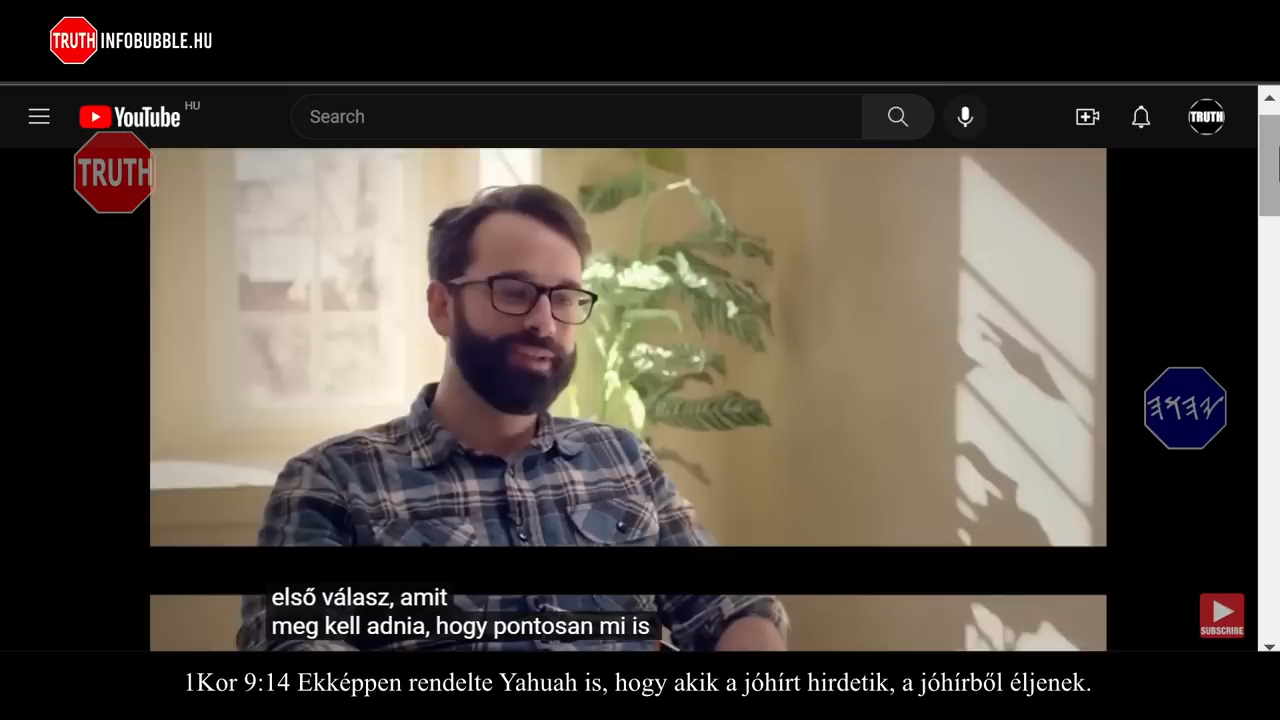 TRUTH INFOBUBBLE.HU
YouTube HU
Search
TRUTH
TRUTH
𐤉𐤄𐤅𐤄
első válasz, amit
meg kell adnia, hogy pontosan mi is
SUBSCRIBE
1Kor 9:14 Ekképpen rendelte Yahuah is, hogy akik a jóhírt hirdetik, a jóhírből éljenek.